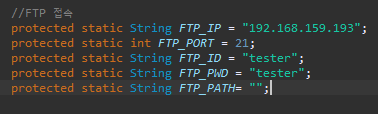 //FTP 접속
protected static String FTP_IP = "192.168.159.193";
protected static int FTP_PORT = 21;
protected static String FTP_ID = "tester";
protected static String FTP_PWD = "tester";
protected static String FTP_PATH= "";